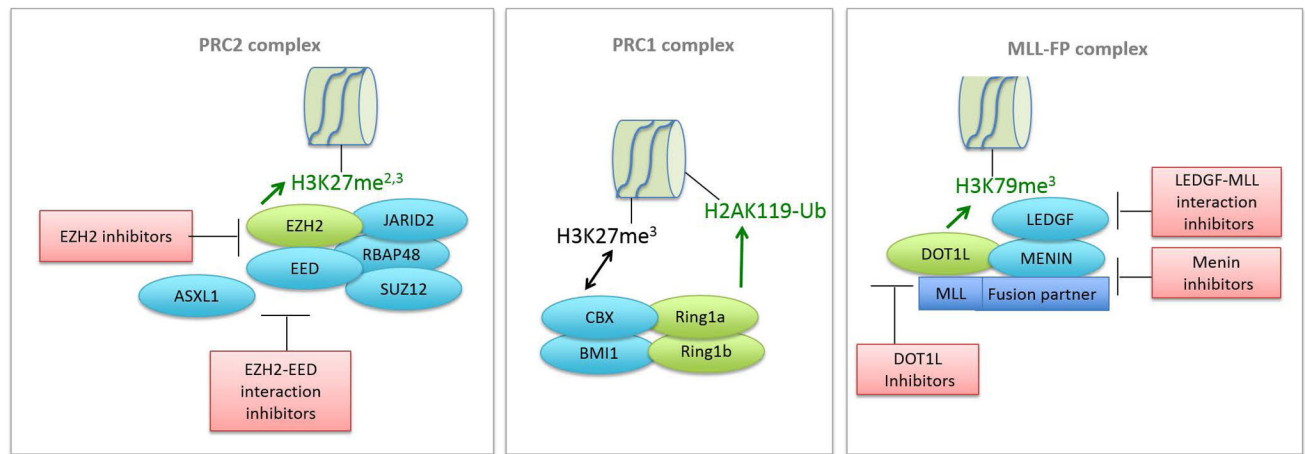 PRC2 complex
H3K27me2,3
EZH2 inhibitors
EZH2
JARID2
RBAP48
EED
SUZ12
ASXL1
EZH2-EED
interaction
inhibitors
PRC1 complex
H2AK119-Ub
H3K27me3
CBX
Ring1a
BMI1
Ring1b
MLL-FP complex
H3K79me3
LEDGF-MLL
interaction
inhibitors
LEDGF
DOT1L
MENIN
Menin
inhibitors
MLL
Fusion partner
DOT1L
Inhibitors